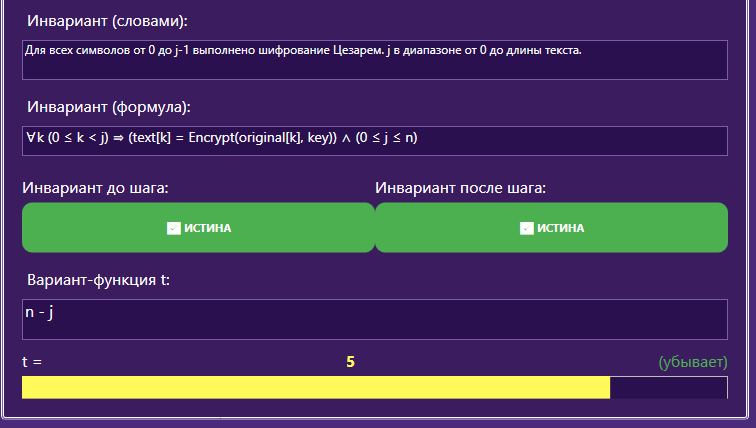 Инвариант (словами):
Для всех символов от 0 до j-1 выполнено шифрование Цезарем. j в диапазоне от 0 до длины текста.
Инвариант (формула):
∀k (0 ≤ k < j) ⇒ (text[k] = Encrypt(original[k], key)) ∧ (0 ≤ j ≤ n)
Инвариант до шага: Инвариант после шага:
ИСТИНА ИСТИНА
Вариант-функция t:
n - j
t = 5 (убывает)